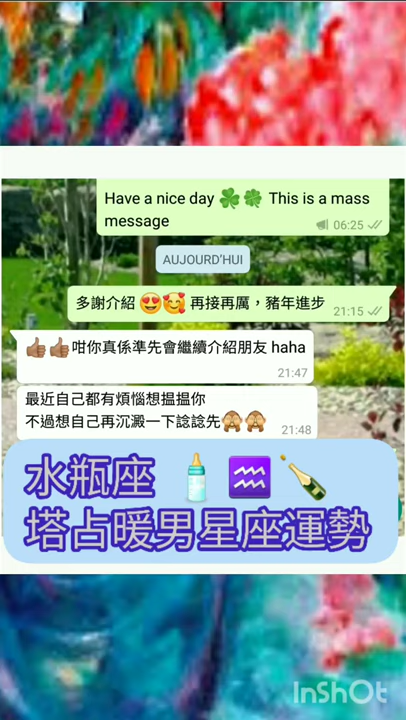 Have a nice day 🍀🍀 This is a mass
message
06:25
AUJOURD'HUI
多謝介紹 😍🥰 再接再厲，豬年進步
21:15
👍🏽👍🏽咁你真係準先會繼續介紹朋友 haha
21:47
最近自己都有煩惱想揾揾你
不過想自己再沉澱一下諗諗先🙈🙈
21:48
水瓶座 🍼♒🍾
塔占暖男星座運勢
InShOt